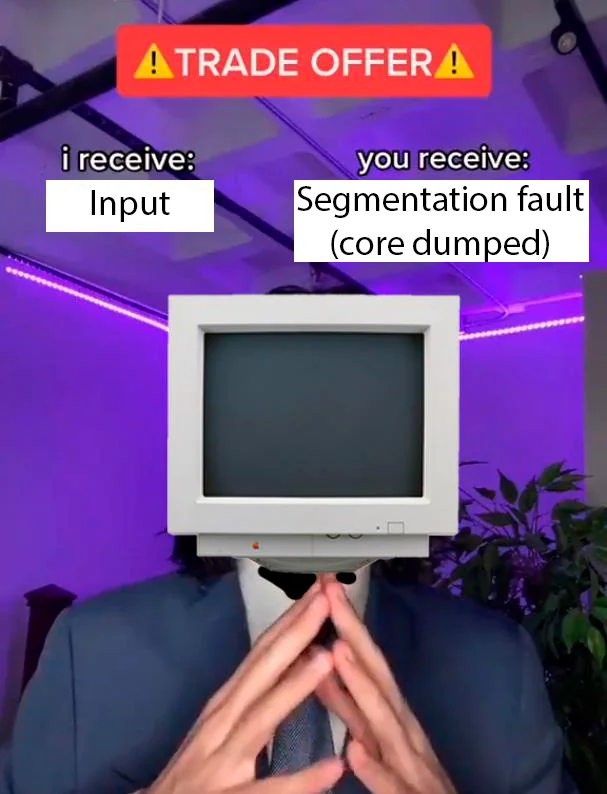 ⚠️TRADE OFFER⚠️
i receive:
you receive:
Input
Segmentation fault
(core dumped)